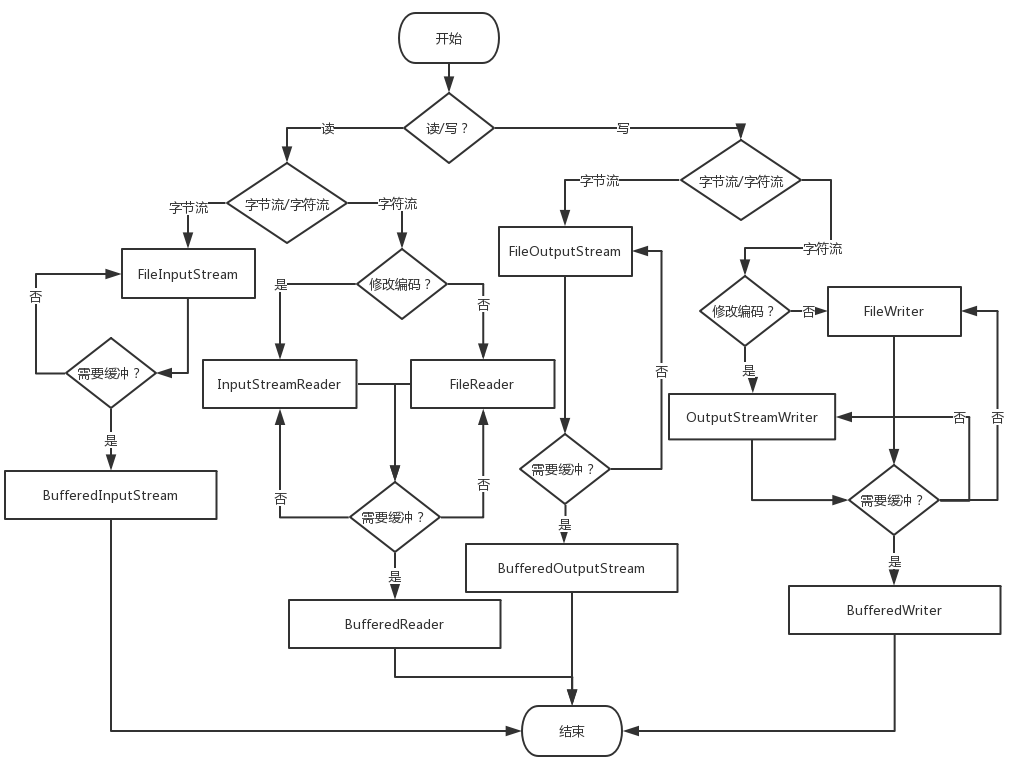 开始
读/写？
读
写
字节流/字符流
字节流
字符流
字节流/字符流
字节流
字符流
FileInputStream
否
需要缓冲？
是
BufferedInputStream
修改编码？
是
否
InputStreamReader
FileReader
否
需要缓冲？
否
是
BufferedReader
FileOutputStream
否
需要缓冲？
是
BufferedOutputStream
修改编码？
否
FileWriter
是
OutputStreamWriter
否
否
需要缓冲？
是
BufferedWriter
结束